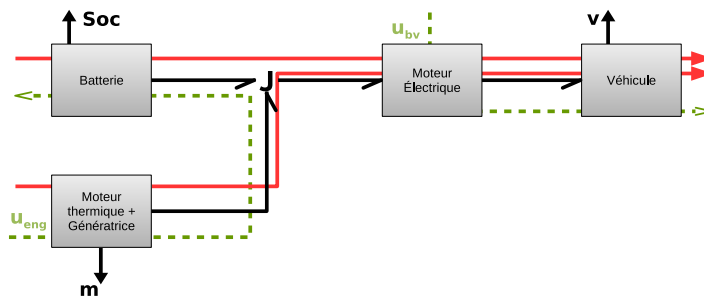 Soc
u_bv
v
Batterie
J
Moteur
Électrique
Véhicule
Moteur
thermique +
Génératrice
u_eng
m